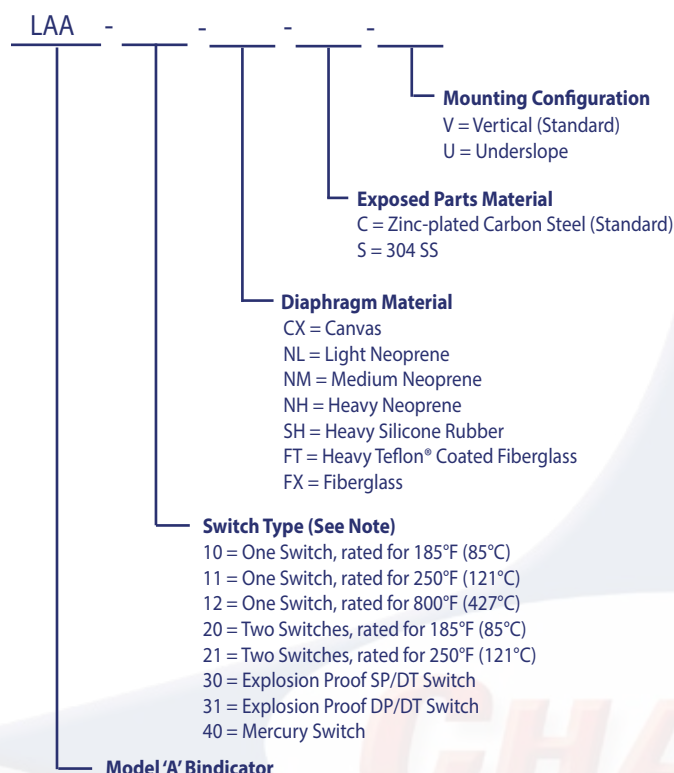 LAA - - - -
Mounting Configuration
V = Vertical (Standard)
U = Underslope
Exposed Parts Material
C = Zinc-plated Carbon Steel (Standard)
S = 304 SS
Diaphragm Material
CX = Canvas
NL = Light Neoprene
NM = Medium Neoprene
NH = Heavy Neoprene
SH = Heavy Silicone Rubber
FT = Heavy Teflon® Coated Fiberglass
FX = Fiberglass
Switch Type (See Note)
10 = One Switch, rated for 185°F (85°C)
11 = One Switch, rated for 250°F (121°C)
12 = One Switch, rated for 800°F (427°C)
20 = Two Switches, rated for 185°F (85°C)
21 = Two Switches, rated for 250°F (121°C)
30 = Explosion Proof SP/DT Switch
31 = Explosion Proof DP/DT Switch
40 = Mercury Switch
Model ‘A’ Bindicator